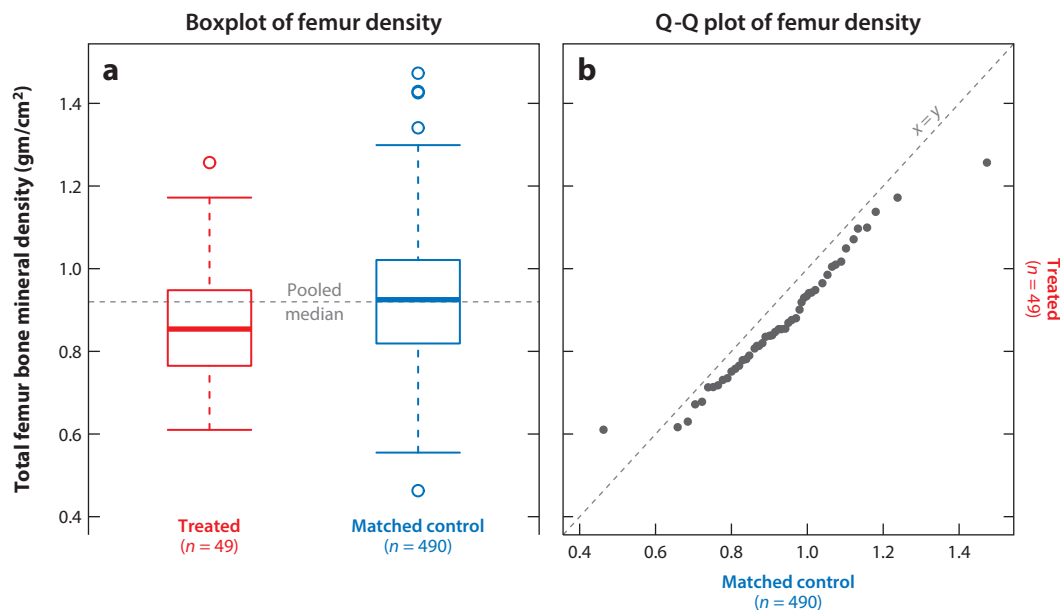 Boxplot of femur density
a
Total femur bone mineral density (gm/cm²)
1.4
1.2
1.0
0.8
0.6
0.4
Pooled
median
Treated
(n = 49)
Matched control
(n = 490)
Q-Q plot of femur density
b
x = y
0.4 0.6 0.8 1.0 1.2 1.4
Matched control
(n = 490)
Treated
(n = 49)